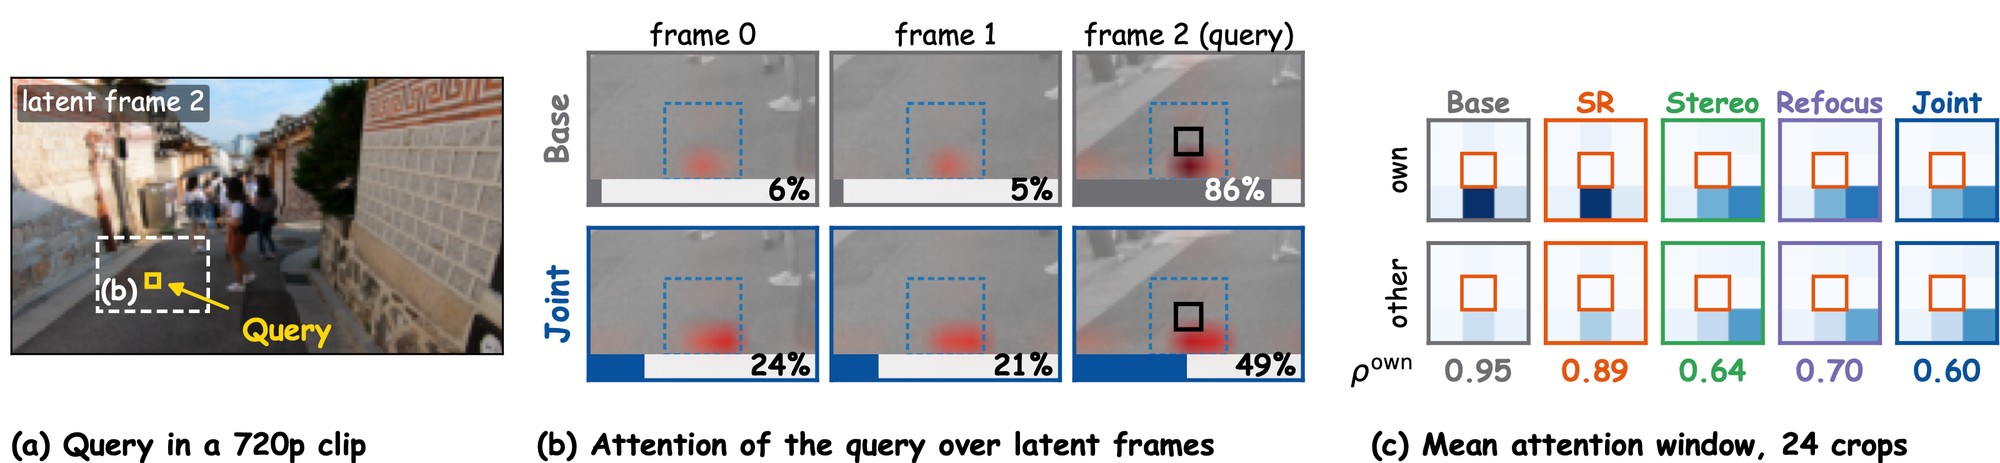 latent frame 2
(b)
Query
(a) Query in a 720p clip
frame 0 frame 1 frame 2 (query)
Base
6% 5% 86%
Joint
24% 21% 49%
(b) Attention of the query over latent frames
Base SR Stereo Refocus Joint
own
other
ρ^own 0.95 0.89 0.64 0.70 0.60
(c) Mean attention window, 24 crops